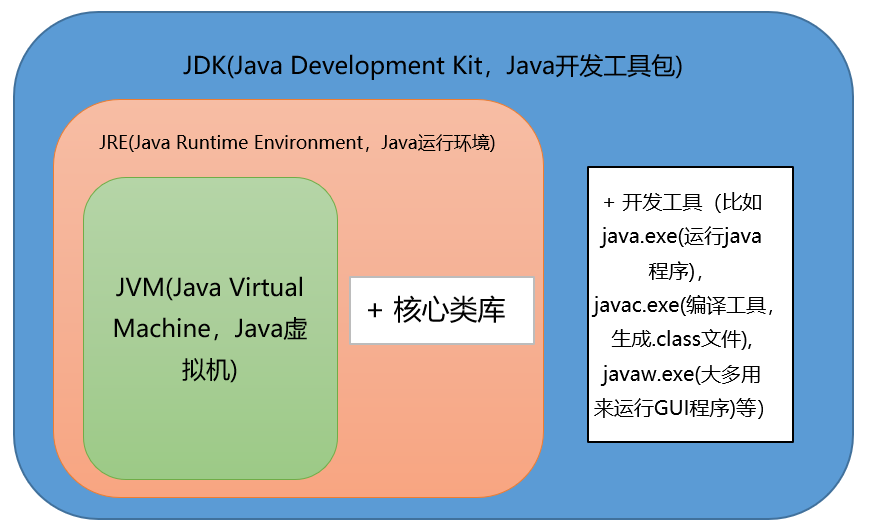 JDK(Java Development Kit，Java开发工具包)
JRE(Java Runtime Environment，Java运行环境)
JVM(Java Virtual
Machine，Java虚
拟机)
+ 核心类库
+ 开发工具（比如
java.exe(运行java
程序)，
javac.exe(编译工具，
生成.class文件),
javaw.exe(大多用
来运行GUI程序)等）